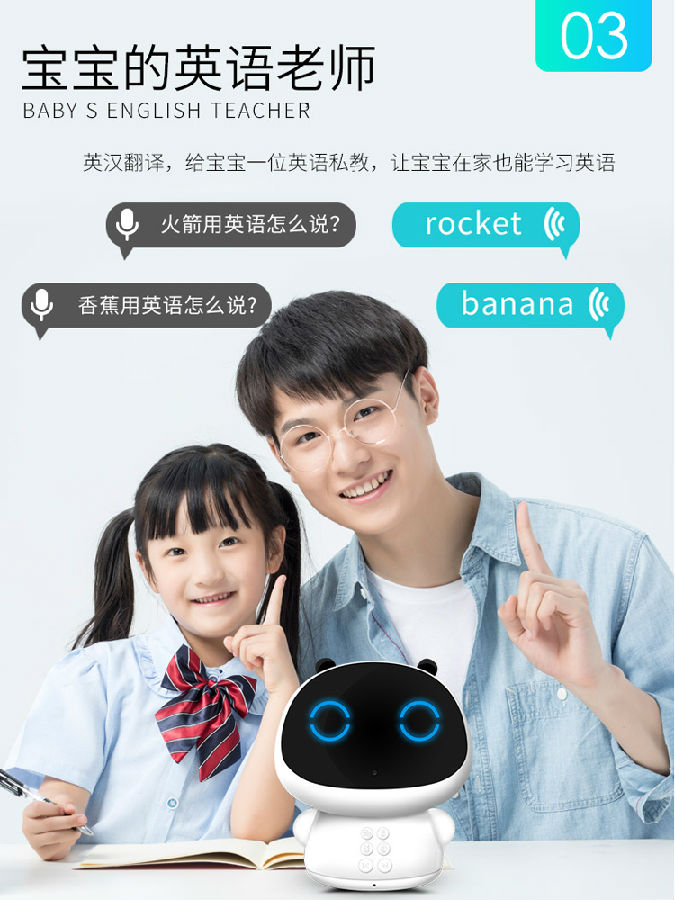 03
宝宝的英语老师
BABY S ENGLISH TEACHER
英汉翻译，给宝宝一位英语私教，让宝宝在家也能学习英语
火箭用英语怎么说？
rocket
香蕉用英语怎么说？
banana